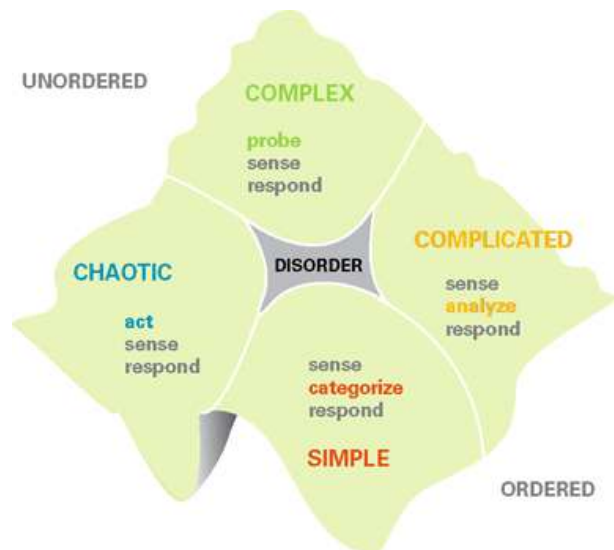 UNORDERED
COMPLEX
probe
sense
respond
COMPLICATED
sense
analyze
respond
CHAOTIC
act
sense
respond
DISORDER
sense
categorize
respond
SIMPLE
ORDERED